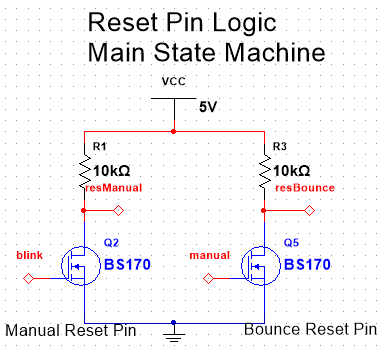 Reset Pin Logic
Main State Machine
VCC
5V
R1
10kΩ
resManual
R3
10kΩ
resBounce
blink
Q2
BS170
manual
Q5
BS170
Manual Reset Pin
Bounce Reset Pin